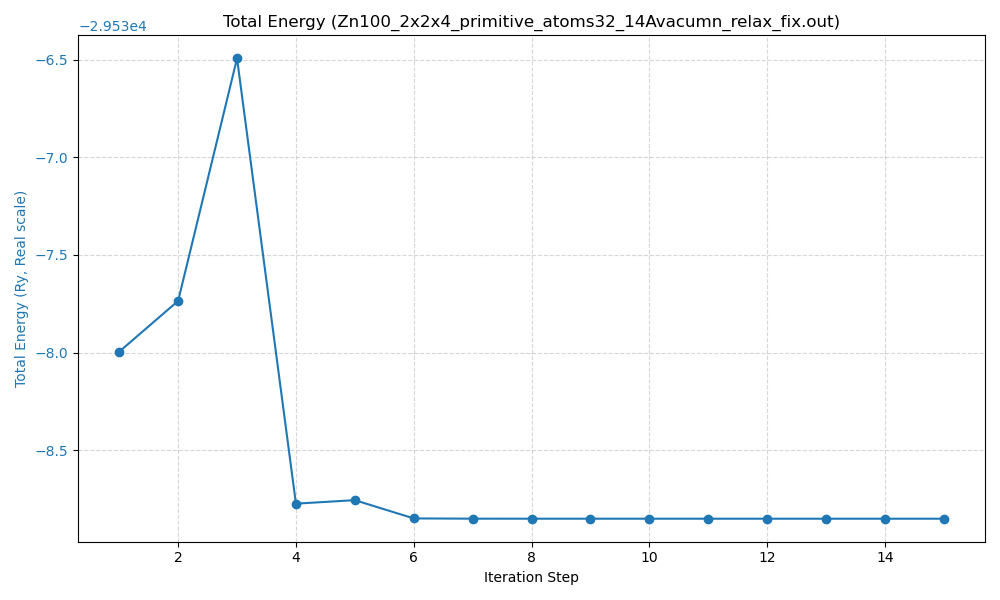 Total Energy (Zn100_2x2x4_primitive_atoms32_14Avacumn_relax_fix.out)
−2.953e4
−6.5
−7.0
−7.5
−8.0
−8.5
Total Energy (Ry, Real scale)
2 4 6 8 10 12 14
Iteration Step